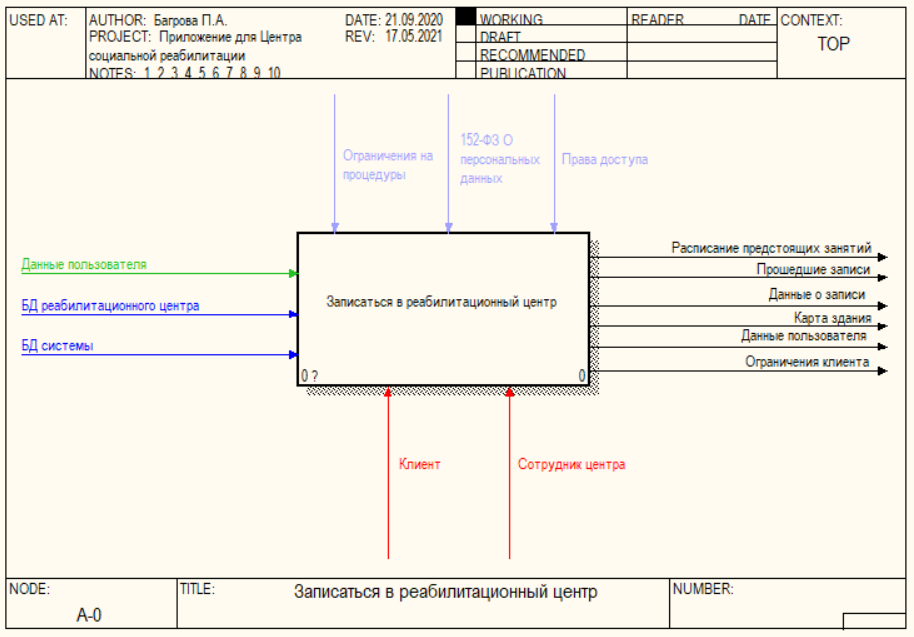 USED AT:
AUTHOR: Багрова П.А.
DATE: 21.09.2020
PROJECT: Приложение для Центра
REV: 17.05.2021
социальной реабилитации
NOTES: 1 2 3 4 5 6 7 8 9 10
WORKING
DRAFT
RECOMMENDED
PUBLICATION
READER
DATE
CONTEXT:
TOP
Ограничения на
процедуры
152-ФЗ О
персональных
данных
Права доступа
Данные пользователя
БД реабилитационного центра
БД системы
Записаться в реабилитационный центр
0 ?
0
Расписание предстоящих занятий
Прошедшие записи
Данные о записи
Карта здания
Данные пользователя
Ограничения клиента
Клиент
Сотрудник центра
NODE:
A-0
TITLE:
Записаться в реабилитационный центр
NUMBER: